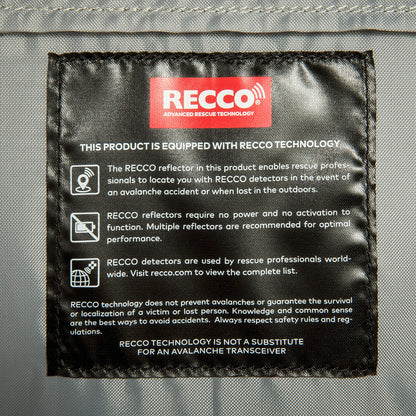 RECCO®
ADVANCED RESCUE TECHNOLOGY
THIS PRODUCT IS EQUIPPED WITH RECCO TECHNOLOGY
The RECCO reflector in this product enables rescue profes-
sionals to locate you with RECCO detectors in the event of
an avalanche accident or when lost in the outdoors.
RECCO reflectors require no power and no activation to
function. Multiple reflectors are recommended for optimal
performance.
RECCO detectors are used by rescue professionals world-
wide. Visit recco.com to view the complete list.
RECCO technology does not prevent avalanches or guarantee the survival
or localization of a victim or lost person. Knowledge and common sense
are the best ways to avoid accidents. Always respect safety rules and reg-
ulations.
RECCO TECHNOLOGY IS NOT A SUBSTITUTE
FOR AN AVALANCHE TRANSCEIVER